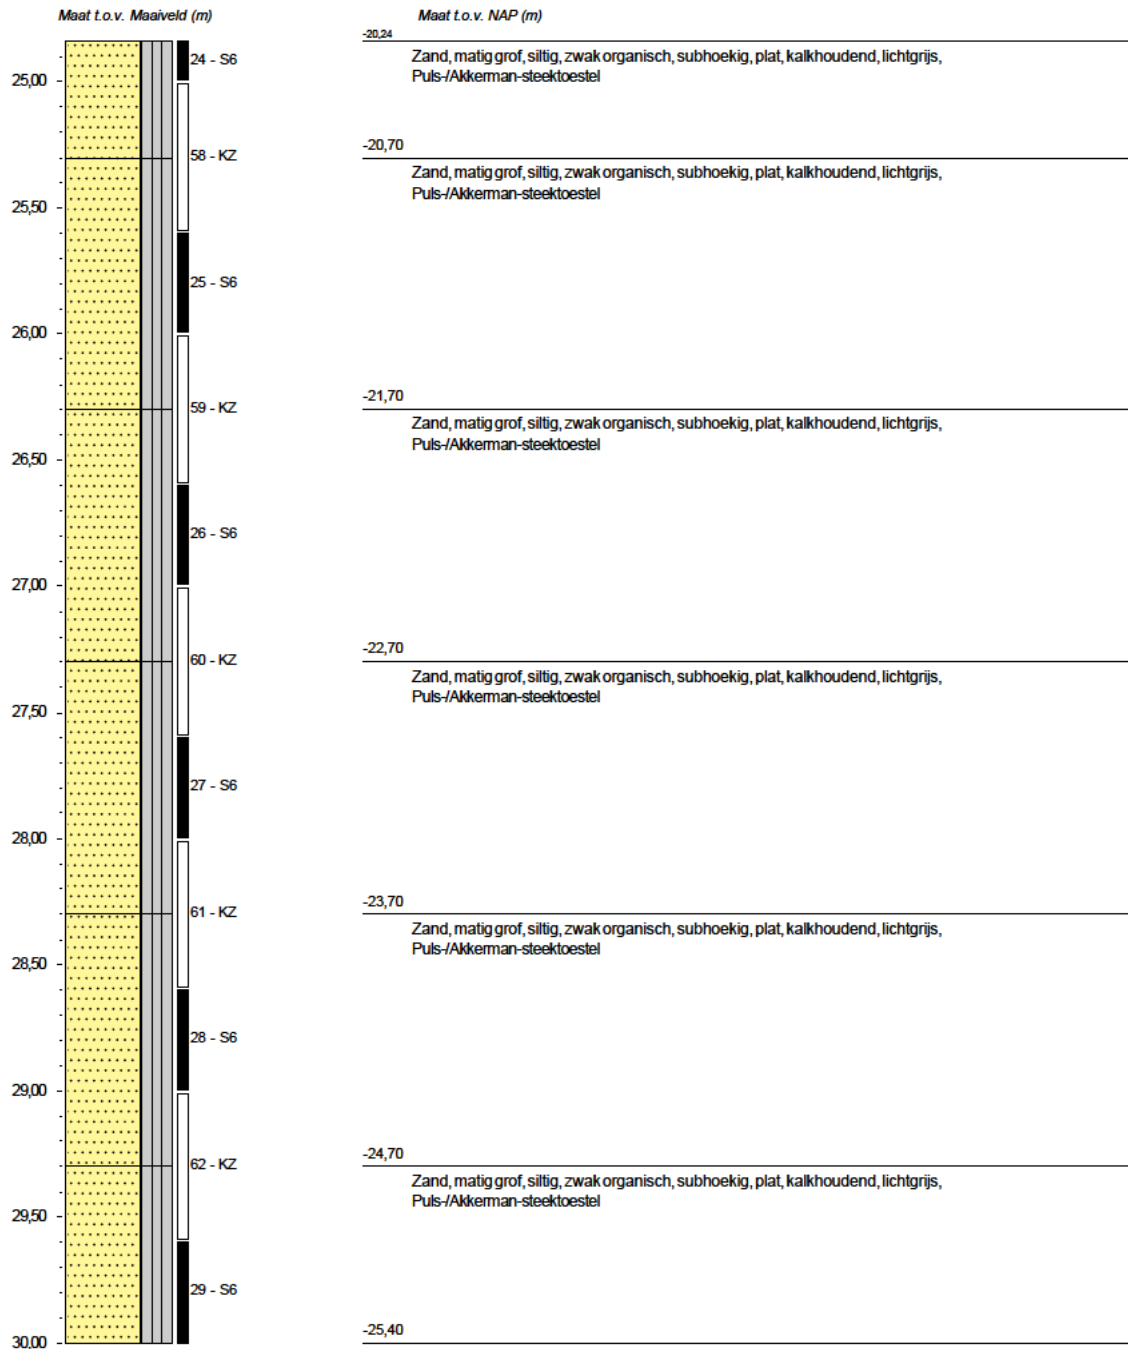 Maat t.o.v. Maaiveld (m)
Maat t.o.v. NAP (m)
-20,24
24 - S6
Zand, matig grof, siltig, zwak organisch, subhoekig, plat, kalkhoudend, lichtgrijs,
Puls-/Akkerman-steektoestel
25,00
-20,70
58 - KZ
Zand, matig grof, siltig, zwak organisch, subhoekig, plat, kalkhoudend, lichtgrijs,
Puls-/Akkerman-steektoestel
25,50
25 - S6
26,00
-21,70
59 - KZ
Zand, matig grof, siltig, zwak organisch, subhoekig, plat, kalkhoudend, lichtgrijs,
Puls-/Akkerman-steektoestel
26,50
26 - S6
27,00
-22,70
60 - KZ
Zand, matig grof, siltig, zwak organisch, subhoekig, plat, kalkhoudend, lichtgrijs,
Puls-/Akkerman-steektoestel
27,50
27 - S6
28,00
-23,70
61 - KZ
Zand, matig grof, siltig, zwak organisch, subhoekig, plat, kalkhoudend, lichtgrijs,
Puls-/Akkerman-steektoestel
28,50
28 - S6
29,00
-24,70
62 - KZ
Zand, matig grof, siltig, zwak organisch, subhoekig, plat, kalkhoudend, lichtgrijs,
Puls-/Akkerman-steektoestel
29,50
29 - S6
-25,40
30,00